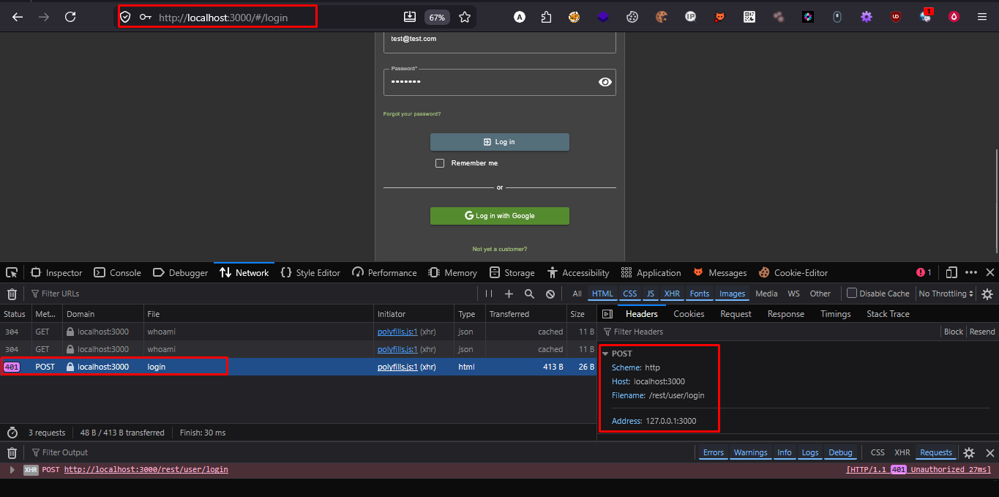 http://localhost:3000/#/login 67%
test@test.com
Password*
Forgot your password?
Log in
Remember me
or
Log in with Google
Not yet a customer?
Inspector Console Debugger Network Style Editor Performance Memory Storage Accessibility Application Messages Cookie-Editor 1
Filter URLs All HTML CSS JS XHR Fonts Images Media WS Other Disable Cache No Throttling
Status Met... Domain File Initiator Type Transferred Size Headers Cookies Request Response Timings Stack Trace
304 GET localhost:3000 whoami polyfills.js:1 (xhr) json cached 11 B
Filter Headers Block Resend
304 GET localhost:3000 whoami polyfills.js:1 (xhr) json cached 11 B
401 POST localhost:3000 login polyfills.js:1 (xhr) html 413 B 26 B
POST
Scheme: http
Host: localhost:3000
Filename: /rest/user/login
Address: 127.0.0.1:3000
3 requests 48 B / 413 B transferred Finish: 30 ms
Filter Output Errors Warnings Info Logs Debug CSS XHR Requests
XHR POST http://localhost:3000/rest/user/login [HTTP/1.1 401 Unauthorized 27ms]